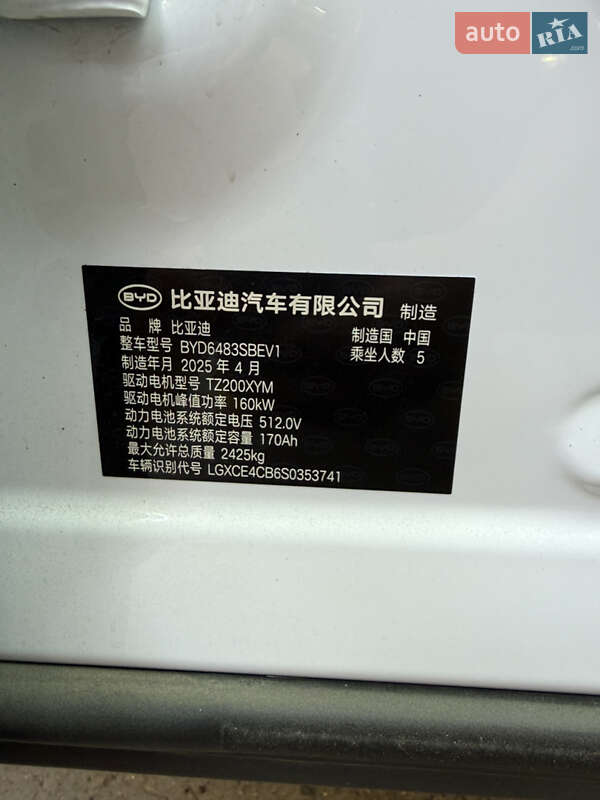 auto RIA .com
BYD 比亚迪汽车有限公司 制造
品 牌 比亚迪 制造国 中国
整车型号 BYD6483SBEV1 乘坐人数 5
制造年月 2025 年 4 月
驱动电机型号 TZ200XYM
驱动电机峰值功率 160kW
动力电池系统额定电压 512.0V
动力电池系统额定容量 170Ah
最大允许总质量 2425kg
车辆识别代号 LGXCE4CB6S0353741